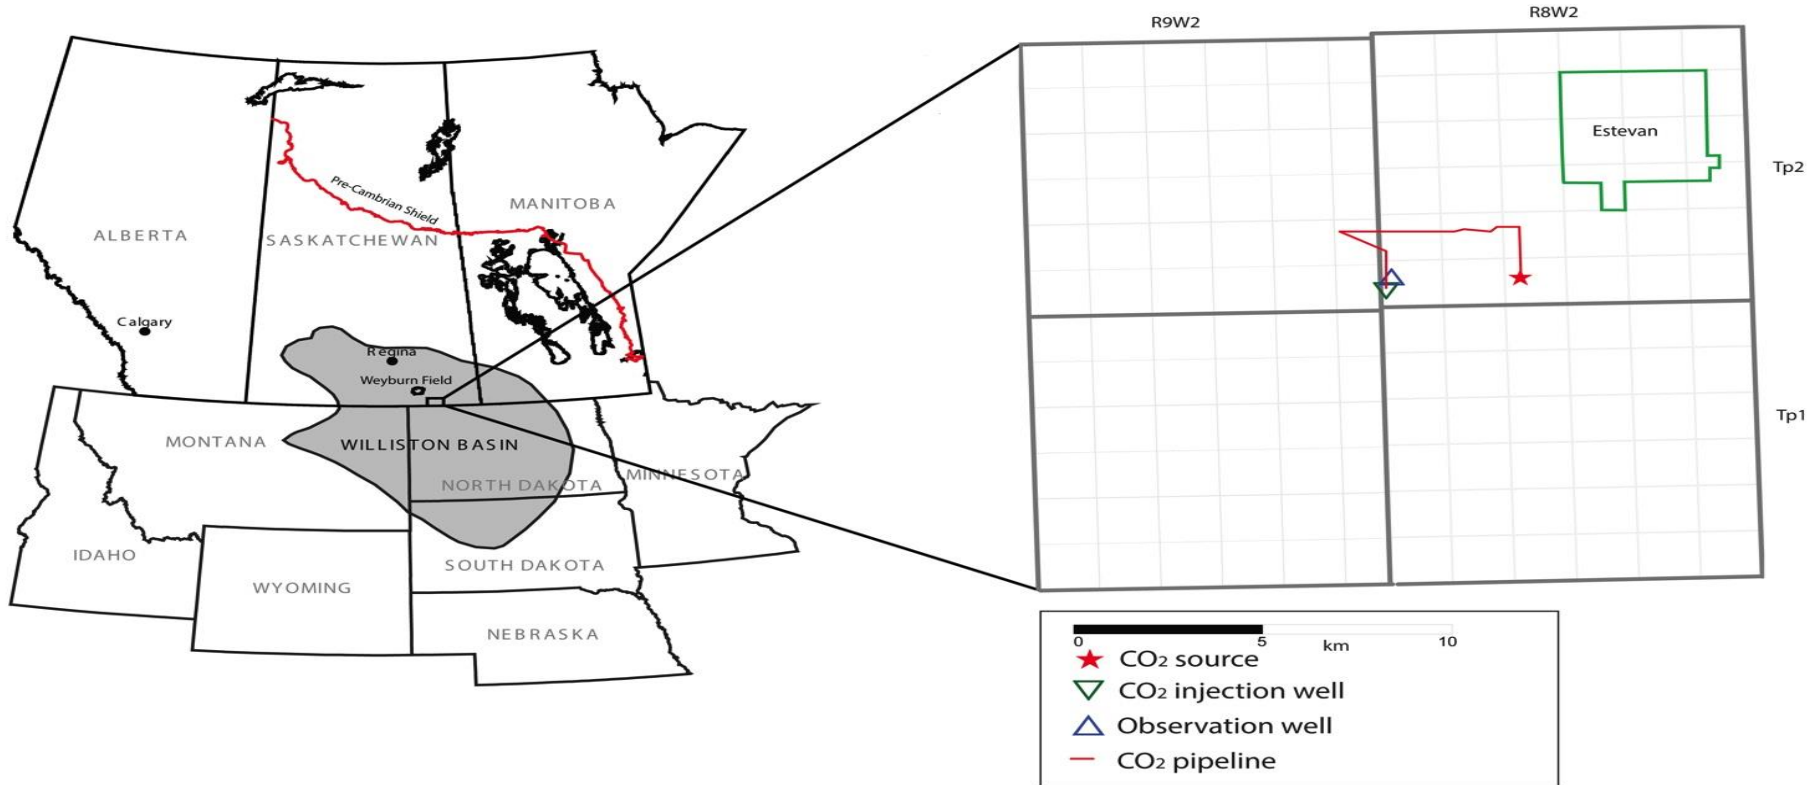 R9W2
R8W2
Estevan
Tp2
Tp1
Pre-Cambrian Shield
MANITOBA
ALBERTA
SASKATCHEWAN
Calgary
Regina
Weyburn Field
MONTANA
WILLISTON BASIN
NORTH DAKOTA
MINNESOTA
IDAHO
WYOMING
SOUTH DAKOTA
NEBRASKA
0 5 km 10
CO₂ source
CO₂ injection well
Observation well
CO₂ pipeline